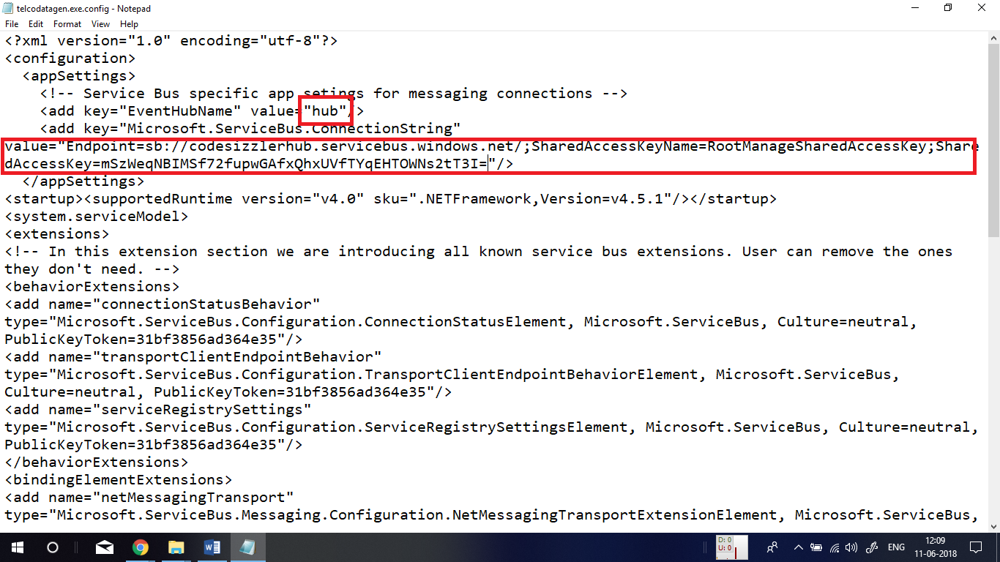 telcodatagen.exe.config - Notepad
File Edit Format View Help
<?xml version="1.0" encoding="utf-8"?>
<configuration>
<appSettings>
<!-- Service Bus specific app setings for messaging connections -->
<add key="EventHubName" value="hub"/>
<add key="Microsoft.ServiceBus.ConnectionString"
value="Endpoint=sb://codesizzlerhub.servicebus.windows.net/;SharedAccessKeyName=RootManageSharedAccessKey;Share
dAccessKey=mSzWeqNBIMSf72fupwGAfxQhxUVfTYqEHTOWNs2tT3I="/>
</appSettings>
<startup><supportedRuntime version="v4.0" sku=".NETFramework,Version=v4.5.1"/></startup>
<system.serviceModel>
<extensions>
<!-- In this extension section we are introducing all known service bus extensions. User can remove the ones
they don't need. -->
<behaviorExtensions>
<add name="connectionStatusBehavior"
type="Microsoft.ServiceBus.Configuration.ConnectionStatusElement, Microsoft.ServiceBus, Culture=neutral,
PublicKeyToken=31bf3856ad364e35"/>
<add name="transportClientEndpointBehavior"
type="Microsoft.ServiceBus.Configuration.TransportClientEndpointBehaviorElement, Microsoft.ServiceBus,
Culture=neutral, PublicKeyToken=31bf3856ad364e35"/>
<add name="serviceRegistrySettings"
type="Microsoft.ServiceBus.Configuration.ServiceRegistrySettingsElement, Microsoft.ServiceBus, Culture=neutral,
PublicKeyToken=31bf3856ad364e35"/>
</behaviorExtensions>
<bindingElementExtensions>
<add name="netMessagingTransport"
type="Microsoft.ServiceBus.Messaging.Configuration.NetMessagingTransportExtensionElement, Microsoft.ServiceBus,
D: 0
U: 0
ENG
12:09
11-06-2018